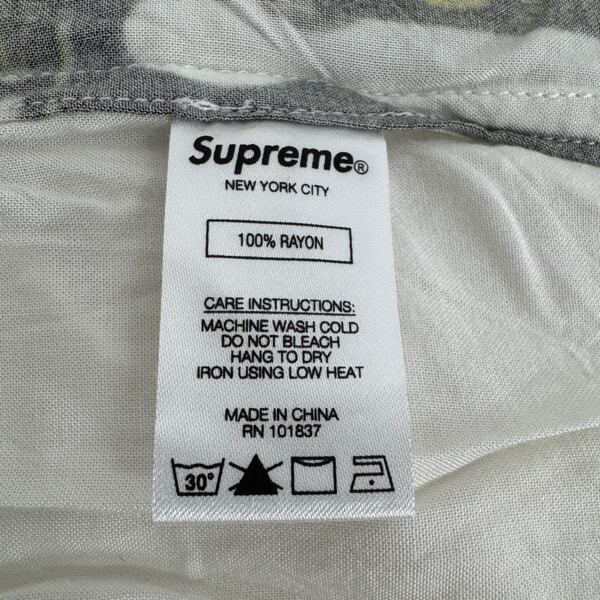 Supreme®
NEW YORK CITY
100% RAYON
CARE INSTRUCTIONS:
MACHINE WASH COLD
DO NOT BLEACH
HANG TO DRY
IRON USING LOW HEAT
MADE IN CHINA
RN 101837
30°